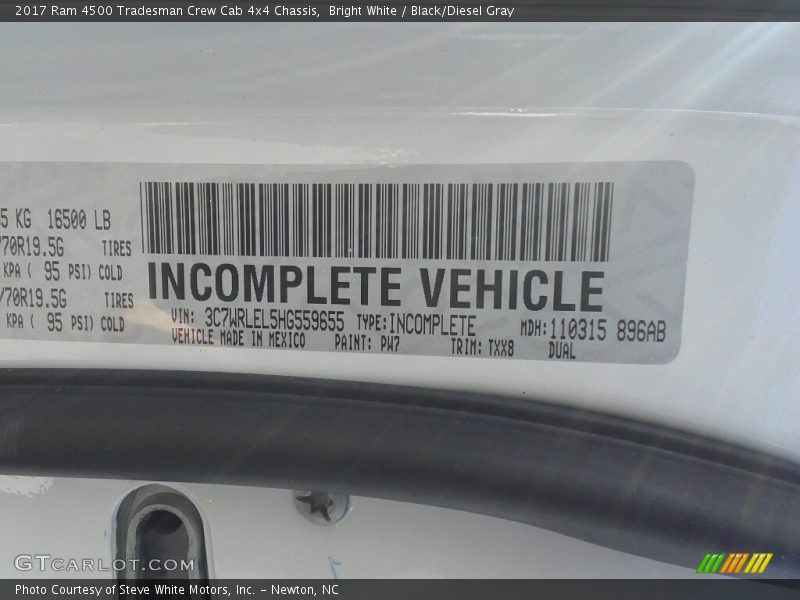 2017 Ram 4500 Tradesman Crew Cab 4x4 Chassis, Bright White / Black/Diesel Gray
5 KG 16500 LB
/70R19.5G TIRES
KPA ( 95 PSI) COLD
/70R19.5G TIRES
KPA ( 95 PSI) COLD
INCOMPLETE VEHICLE
VIN: 3C7WRLEL5HG559655 TYPE:INCOMPLETE MDH:110315 896AB
VEHICLE MADE IN MEXICO PAINT: PW7 TRIM: TXX8 DUAL
GTCARLOT.COM
Photo Courtesy of Steve White Motors, Inc. – Newton, NC